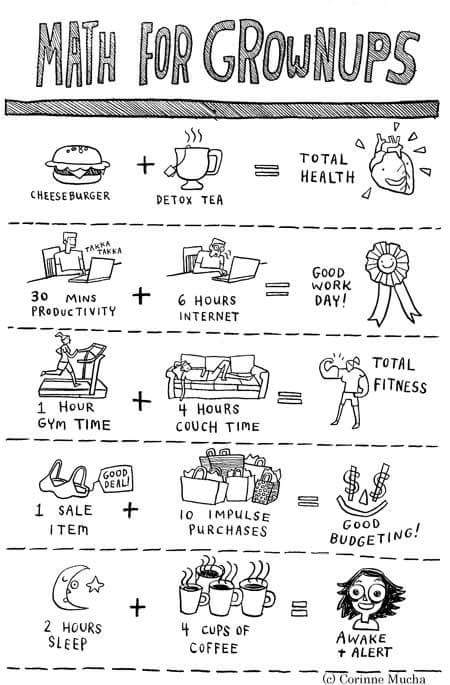 MATH FOR GROWNUPS
CHEESEBURGER
+
DETOX TEA
=
TOTAL
HEALTH
TAKKA
TAKKA
30 MINS
PRODUCTIVITY
+
6 HOURS
INTERNET
=
GOOD
WORK
DAY!
1 HOUR
GYM TIME
+
4 HOURS
COUCH TIME
=
TOTAL
FITNESS
GOOD
DEAL!
1 SALE
ITEM
+
10 IMPULSE
PURCHASES
=
$ $
GOOD
BUDGETING!
2 HOURS
SLEEP
+
4 CUPS OF
COFFEE
=
AWAKE
+ ALERT
(c) Corinne Mucha